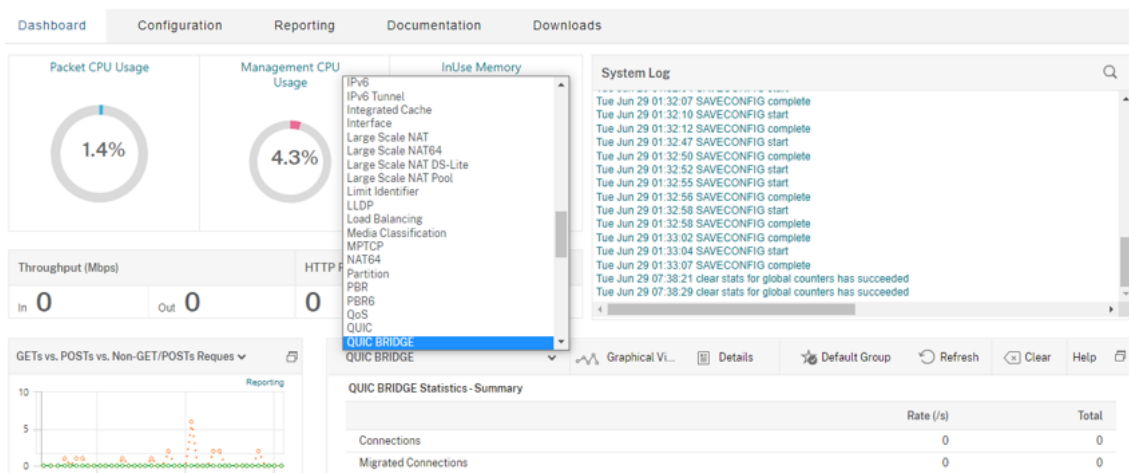 Dashboard Configuration Reporting Documentation Downloads
Packet CPU Usage
1.4%
Management CPU
Usage
4.3%
InUse Memory
IPv6
IPv6 Tunnel
Integrated Cache
Interface
Large Scale NAT
Large Scale NAT64
Large Scale NAT DS-Lite
Large Scale NAT Pool
Limit Identifier
LLDP
Load Balancing
Media Classification
MPTCP
NAT64
Partition
PBR
PBR6
QoS
QUIC
QUIC BRIDGE
System Log
Tue Jun 29 01:32:07 SAVECONFIG complete
Tue Jun 29 01:32:10 SAVECONFIG start
Tue Jun 29 01:32:12 SAVECONFIG complete
Tue Jun 29 01:32:47 SAVECONFIG start
Tue Jun 29 01:32:50 SAVECONFIG complete
Tue Jun 29 01:32:52 SAVECONFIG start
Tue Jun 29 01:32:55 SAVECONFIG start
Tue Jun 29 01:32:56 SAVECONFIG complete
Tue Jun 29 01:32:58 SAVECONFIG start
Tue Jun 29 01:32:58 SAVECONFIG complete
Tue Jun 29 01:33:02 SAVECONFIG complete
Tue Jun 29 01:33:04 SAVECONFIG start
Tue Jun 29 01:33:07 SAVECONFIG complete
Tue Jun 29 07:38:21 clear stats for global counters has succeeded
Tue Jun 29 07:38:29 clear stats for global counters has succeeded
Throughput (Mbps)
In 0 Out 0
HTTP
0
GETs vs. POSTs vs. Non-GET/POSTs Reques
Reporting
10
5
0
QUIC BRIDGE Graphical Vi... Details Default Group Refresh Clear Help
QUIC BRIDGE Statistics - Summary
Rate (/s) Total
Connections 0 0
Migrated Connections 0 0